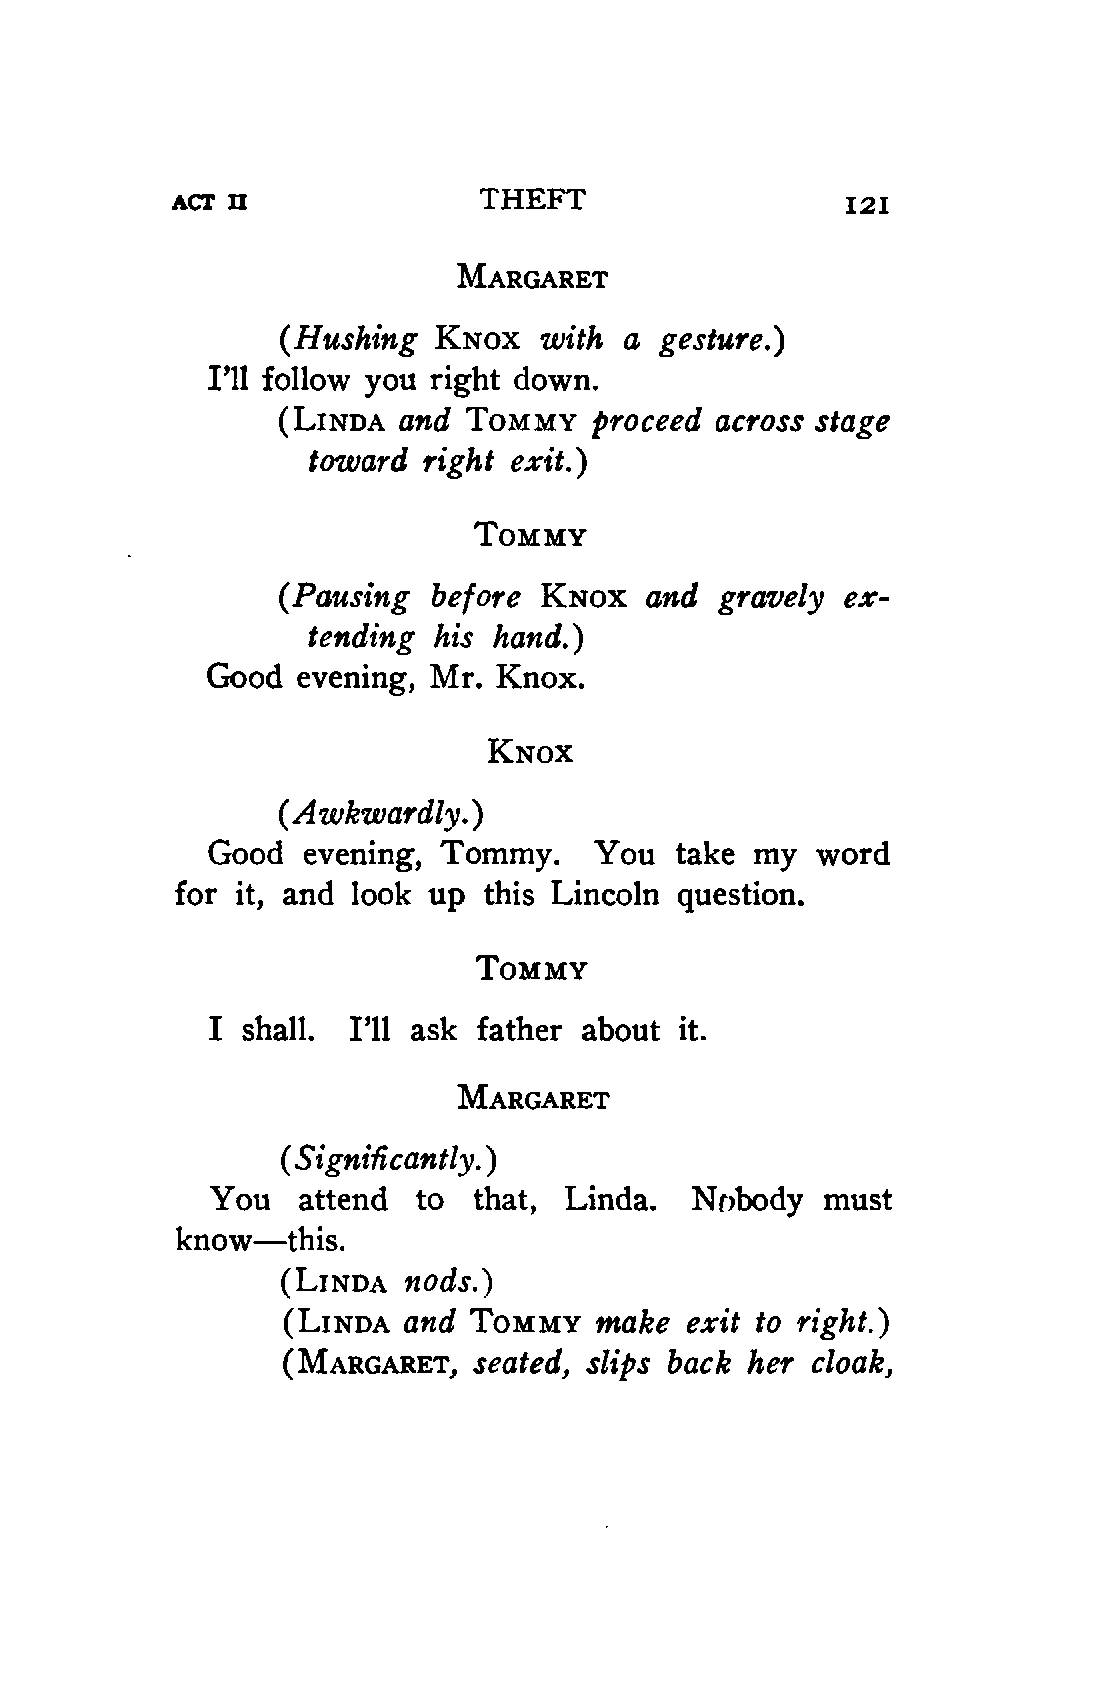 ACT II THEFT 121
MARGARET
(Hushing KNOX with a gesture.)
I'll follow you right down.
(LINDA and TOMMY proceed across stage
toward right exit.)
TOMMY
(Pausing before KNOX and gravely ex-
tending his hand.)
Good evening, Mr. Knox.
KNOX
(Awkwardly.)
Good evening, Tommy. You take my word
for it, and look up this Lincoln question.
TOMMY
I shall. I'll ask father about it.
MARGARET
(Significantly.)
You attend to that, Linda. Nobody must
know—this.
(LINDA nods.)
(LINDA and TOMMY make exit to right.)
(MARGARET, seated, slips back her cloak,